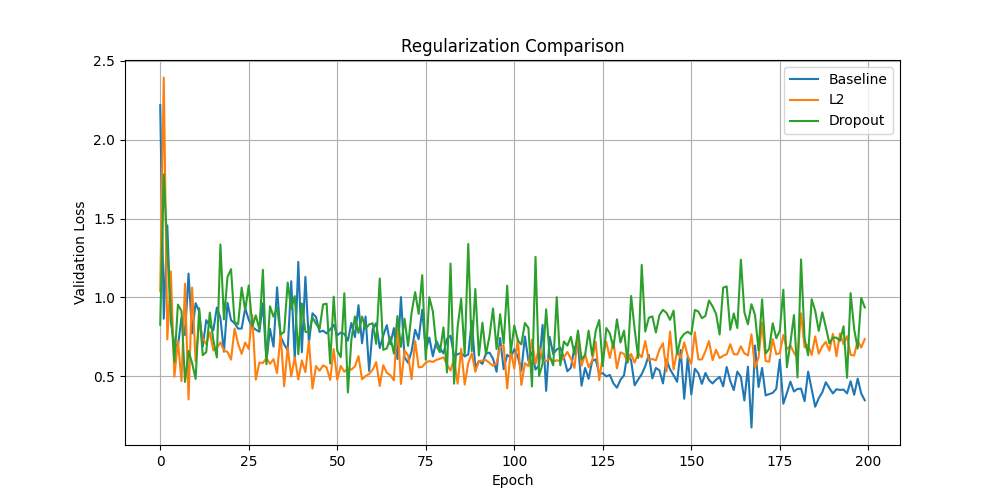 Regularization Comparison
2.5
2.0
1.5
1.0
0.5
Validation Loss
Baseline
L2
Dropout
0 25 50 75 100 125 150 175 200
Epoch